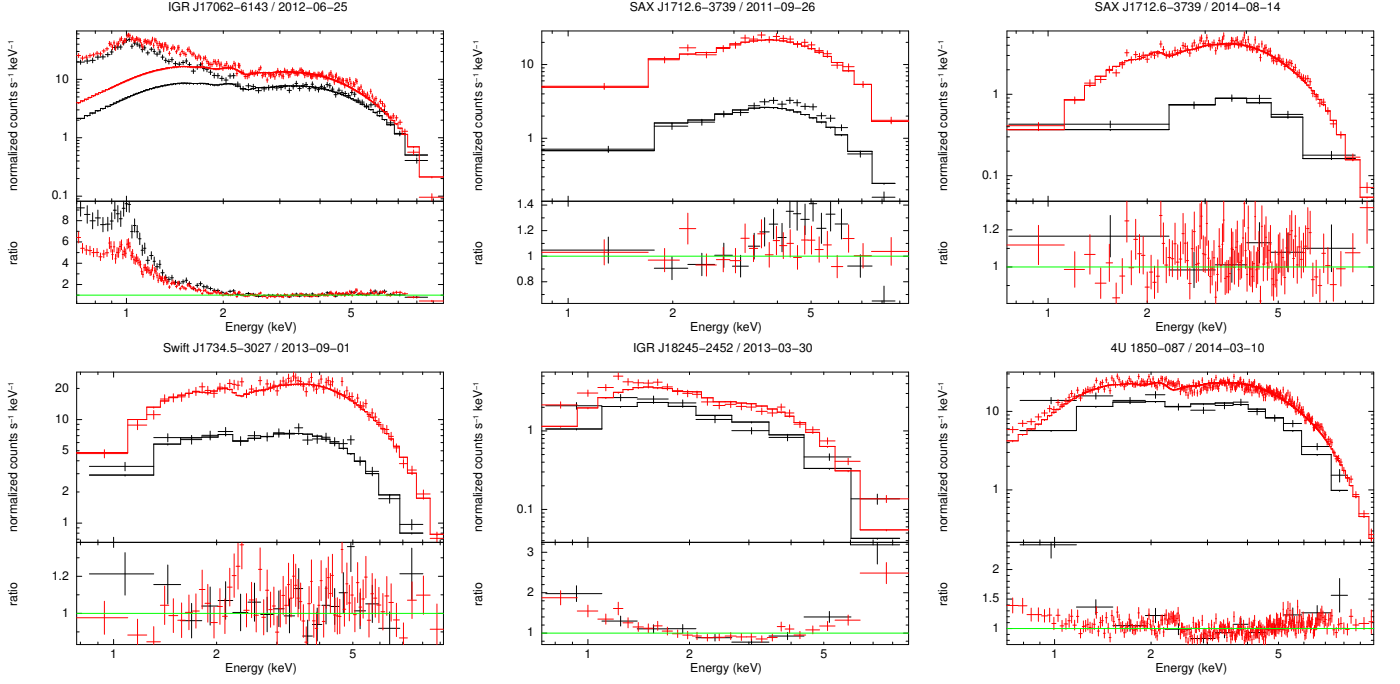 IGR J17062−6143 / 2012−06−25
normalized counts s⁻¹ keV⁻¹
10
1
0.1
ratio
8
6
4
2
1 2 5
Energy (keV)
SAX J1712.6−3739 / 2011−09−26
normalized counts s⁻¹ keV⁻¹
10
1
ratio
1.4
1.2
1
0.8
1 2 5
Energy (keV)
SAX J1712.6−3739 / 2014−08−14
normalized counts s⁻¹ keV⁻¹
1
0.1
ratio
1.2
1
1 2 5
Energy (keV)
Swift J1734.5−3027 / 2013−09−01
normalized counts s⁻¹ keV⁻¹
20
10
5
2
1
ratio
1.2
1
1 2 5
Energy (keV)
IGR J18245−2452 / 2013−03−30
normalized counts s⁻¹ keV⁻¹
1
0.1
ratio
3
2
1
1 2 5
Energy (keV)
4U 1850−087 / 2014−03−10
normalized counts s⁻¹ keV⁻¹
10
1
ratio
2
1.5
1
1 2 5
Energy (keV)